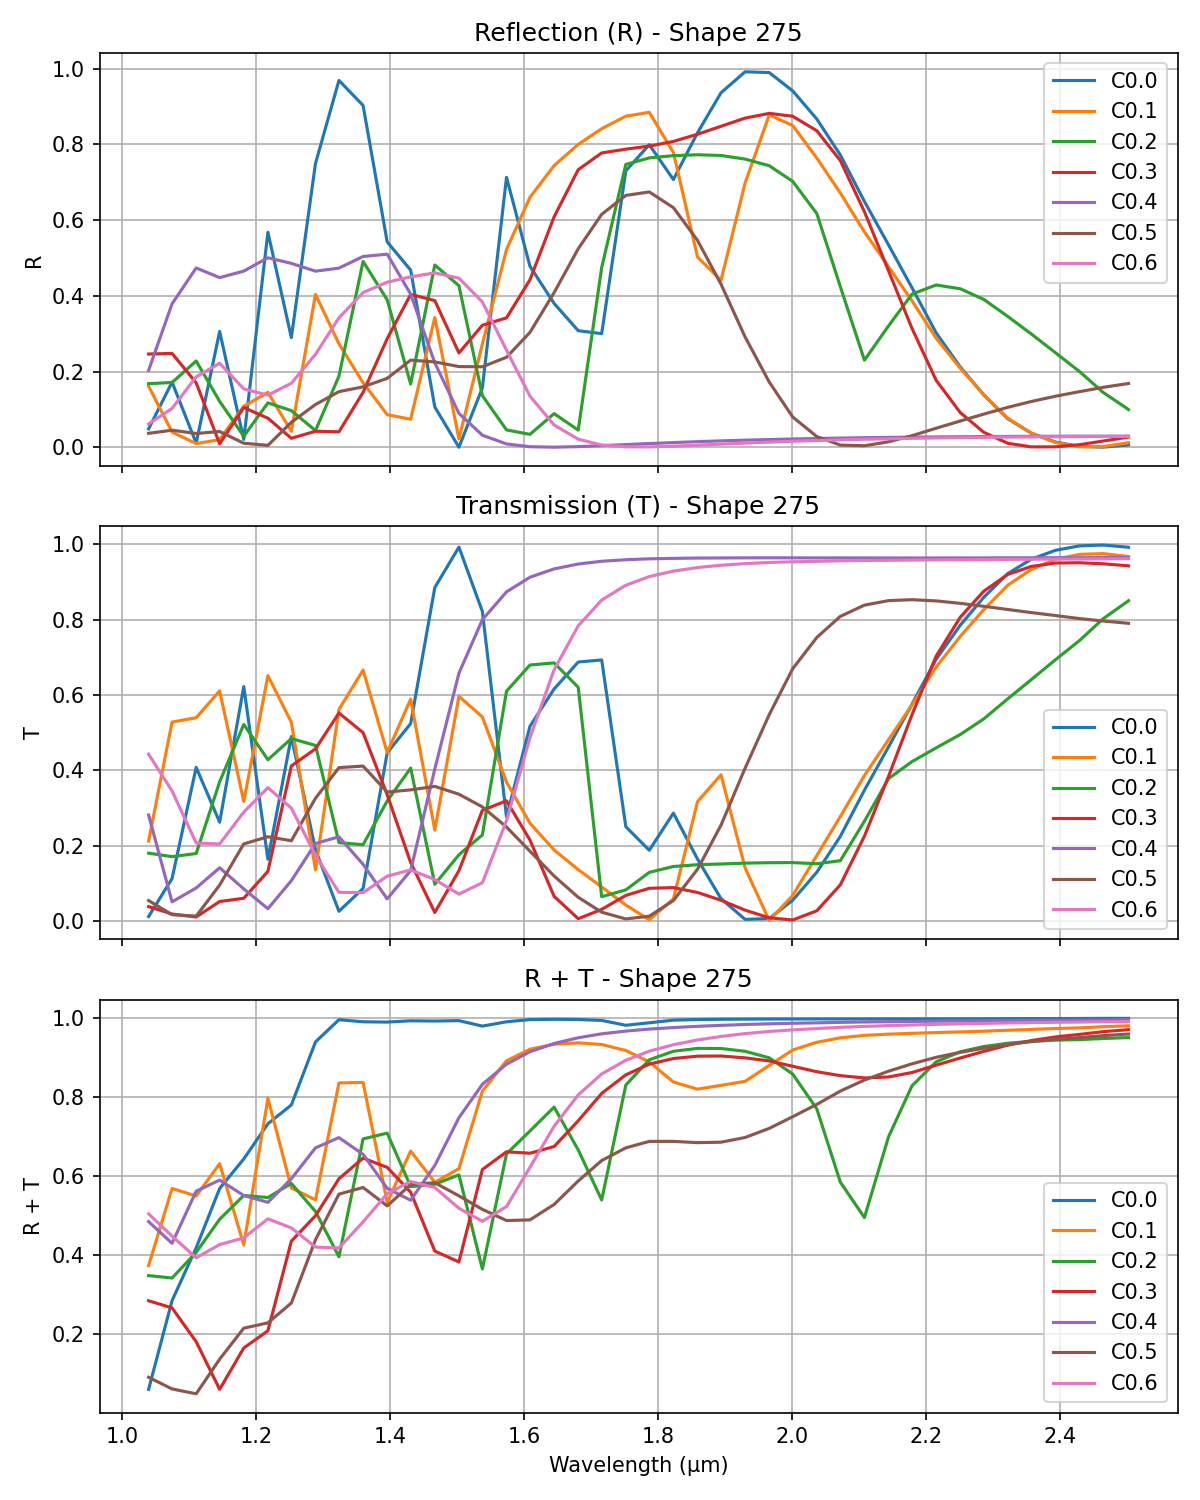 Reflection (R) - Shape 275
1.0
0.8
0.6
0.4
0.2
0.0
R
C0.0
C0.1
C0.2
C0.3
C0.4
C0.5
C0.6
Transmission (T) - Shape 275
1.0
0.8
0.6
0.4
0.2
0.0
T
C0.0
C0.1
C0.2
C0.3
C0.4
C0.5
C0.6
R + T - Shape 275
1.0
0.8
0.6
0.4
0.2
R + T
C0.0
C0.1
C0.2
C0.3
C0.4
C0.5
C0.6
1.0 1.2 1.4 1.6 1.8 2.0 2.2 2.4
Wavelength (μm)